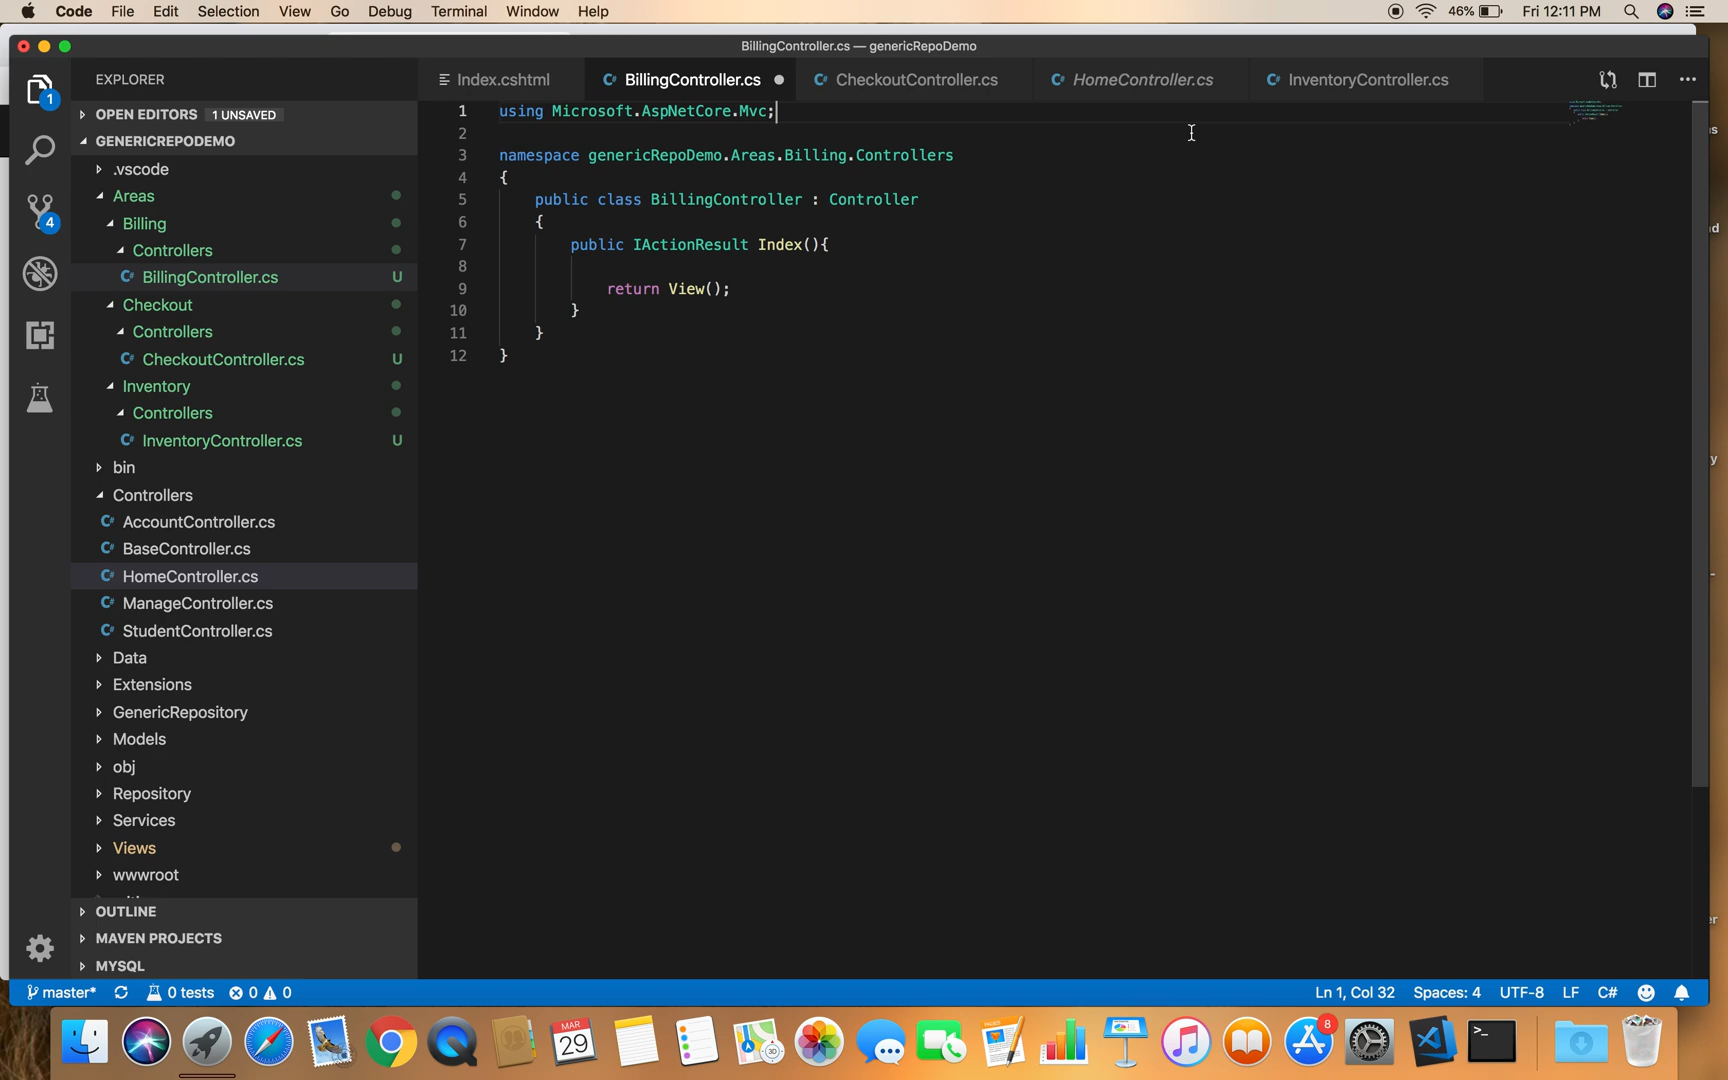 Code File Edit Selection View Go Debug Terminal Window Help 46% Fri 12:11 PM
BillingController.cs — genericRepoDemo
EXPLORER
Index.cshtml BillingController.cs CheckoutController.cs HomeController.cs InventoryController.cs
OPEN EDITORS 1 UNSAVED
GENERICREPODEMO
.vscode
Areas
Billing
Controllers
BillingController.cs U
Checkout
Controllers
CheckoutController.cs U
Inventory
Controllers
InventoryController.cs U
bin
Controllers
AccountController.cs
BaseController.cs
HomeController.cs
ManageController.cs
StudentController.cs
Data
Extensions
GenericRepository
Models
obj
Repository
Services
Views
wwwroot
OUTLINE
MAVEN PROJECTS
MYSQL
1
4
1 using Microsoft.AspNetCore.Mvc;
2
3 namespace genericRepoDemo.Areas.Billing.Controllers
4 {
5 public class BillingController : Controller
6 {
7 public IActionResult Index(){
8
9 return View();
10 }
11 }
12 }
master* 0 tests 0 0 Ln 1, Col 32 Spaces: 4 UTF-8 LF C#
MAR
29
3D
PAGES
8
>_